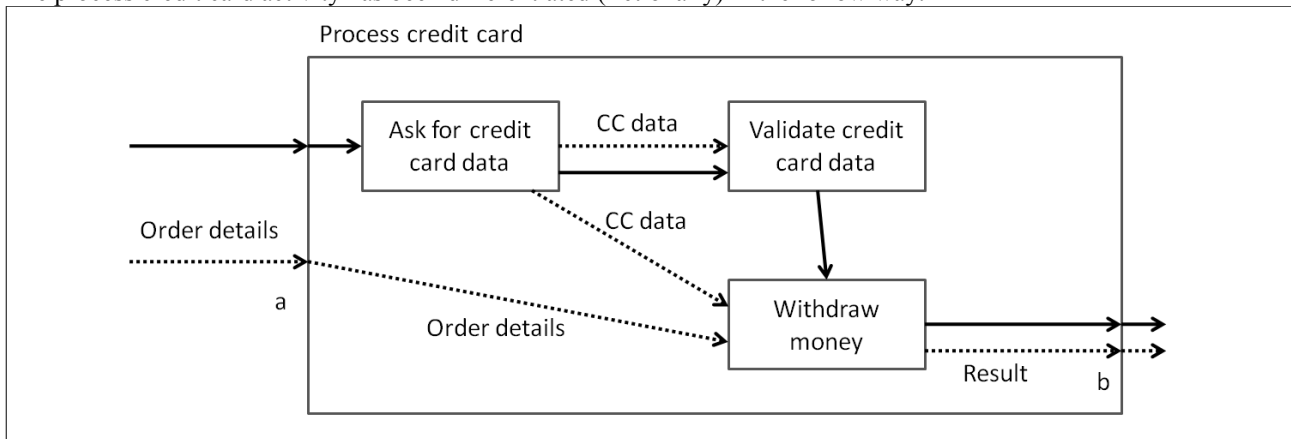 Process credit card
Ask for credit
card data
CC data
Validate credit
card data
CC data
Order details
a
Order details
Withdraw
money
Result
b